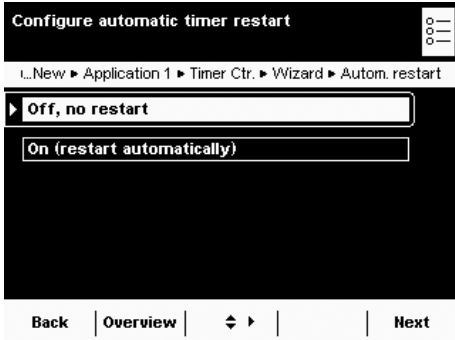 Configure automatic timer restart
ι...New ▸ Application 1 ▸ Timer Ctr. ▸ Wizard ▸ Autom. restart
Off, no restart
On (restart automatically)
Back Overview Next